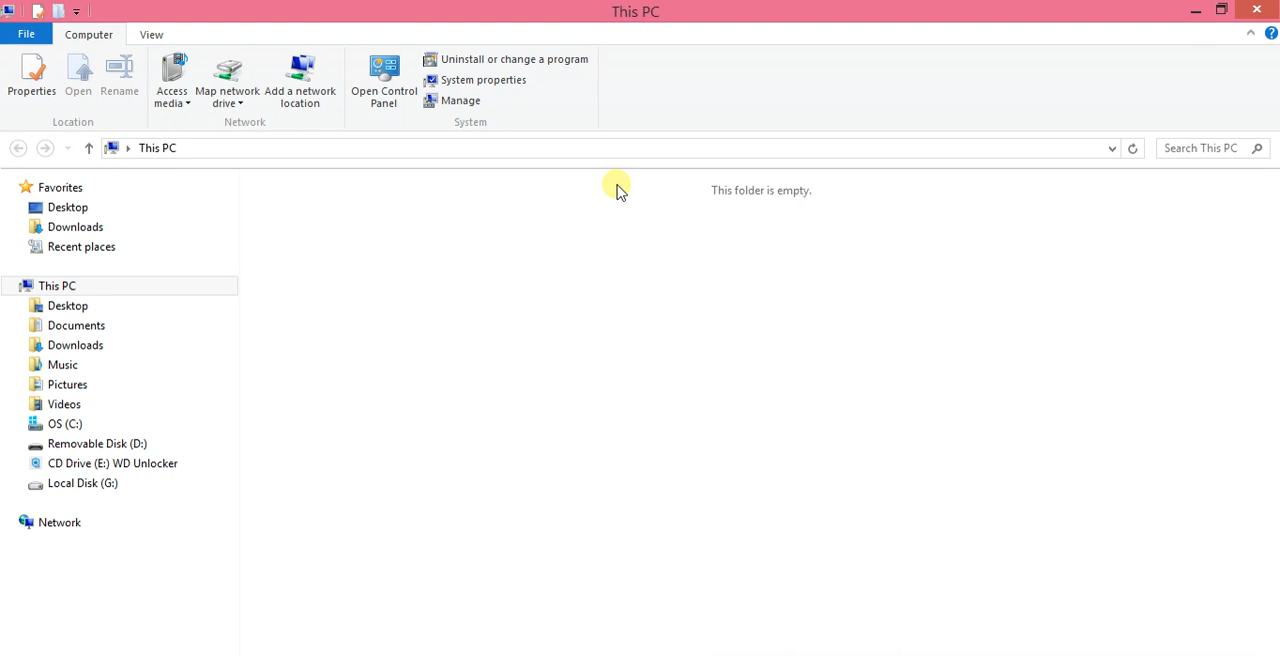 This PC
File Computer View
Properties Open Rename
Location
Access media
Map network drive
Add a network location
Network
Open Control Panel
Uninstall or change a program
System properties
Manage
System
This PC
Search This PC
Favorites
Desktop
Downloads
Recent places
This PC
Desktop
Documents
Downloads
Music
Pictures
Videos
OS (C:)
Removable Disk (D:)
CD Drive (E:) WD Unlocker
Local Disk (G:)
Network
This folder is empty.